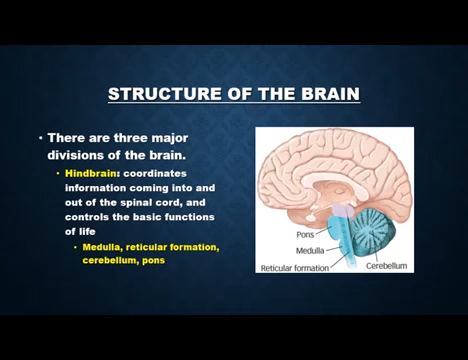 STRUCTURE OF THE BRAIN
• There are three major
divisions of the brain.
• Hindbrain: coordinates
information coming into and
out of the spinal cord, and
controls the basic functions
of life
• Medulla, reticular formation,
cerebellum, pons
Pons
Medulla
Reticular formation
Cerebellum